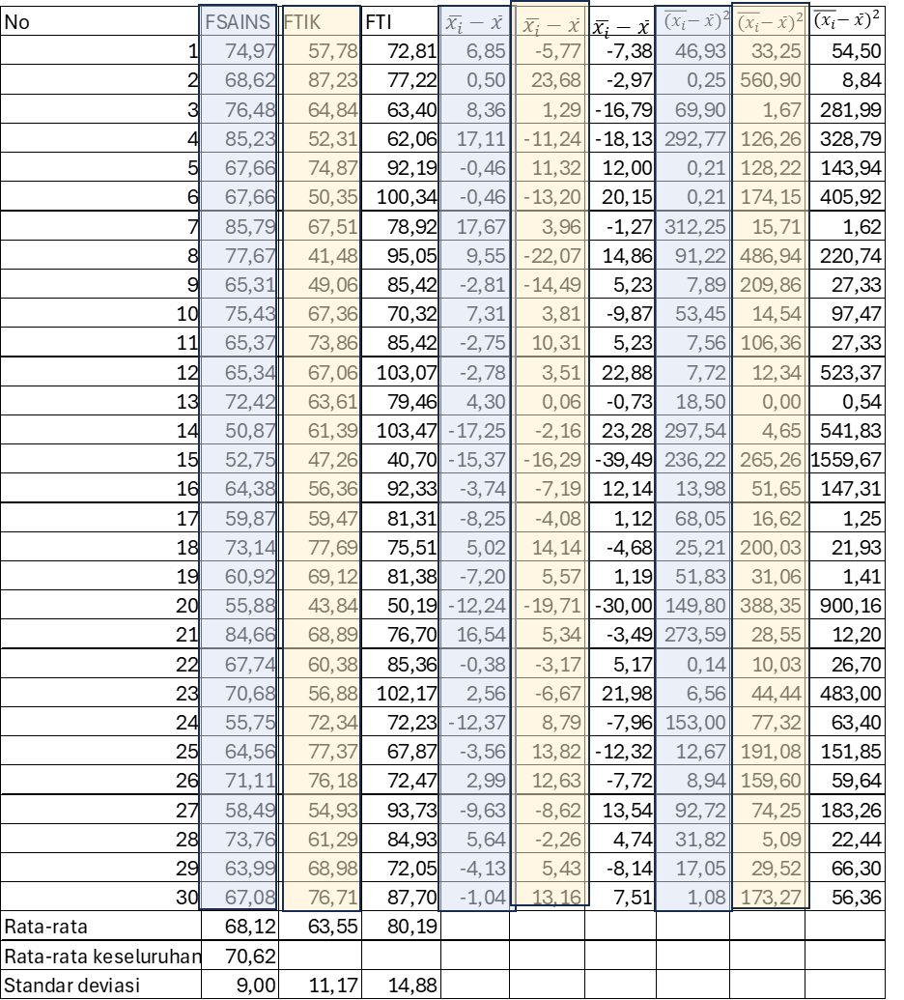 No FSAINS FTIK FTI x̄ᵢ − x̄ x̄ᵢ − x̄ x̄ᵢ − x̄ (x̄ᵢ− x̄)² (x̄ᵢ− x̄)² (x̄ᵢ− x̄)²
1 74,97 57,78 72,81 6,85 -5,77 -7,38 46,93 33,25 54,50
2 68,62 87,23 77,22 0,50 23,68 -2,97 0,25 560,90 8,84
3 76,48 64,84 63,40 8,36 1,29 -16,79 69,90 1,67 281,99
4 85,23 52,31 62,06 17,11 -11,24 -18,13 292,77 126,26 328,79
5 67,66 74,87 92,19 -0,46 11,32 12,00 0,21 128,22 143,94
6 67,66 50,35 100,34 -0,46 -13,20 20,15 0,21 174,15 405,92
7 85,79 67,51 78,92 17,67 3,96 -1,27 312,25 15,71 1,62
8 77,67 41,48 95,05 9,55 -22,07 14,86 91,22 486,94 220,74
9 65,31 49,06 85,42 -2,81 -14,49 5,23 7,89 209,86 27,33
10 75,43 67,36 70,32 7,31 3,81 -9,87 53,45 14,54 97,47
11 65,37 73,86 85,42 -2,75 10,31 5,23 7,56 106,36 27,33
12 65,34 67,06 103,07 -2,78 3,51 22,88 7,72 12,34 523,37
13 72,42 63,61 79,46 4,30 0,06 -0,73 18,50 0,00 0,54
14 50,87 61,39 103,47 -17,25 -2,16 23,28 297,54 4,65 541,83
15 52,75 47,26 40,70 -15,37 -16,29 -39,49 236,22 265,26 1559,67
16 64,38 56,36 92,33 -3,74 -7,19 12,14 13,98 51,65 147,31
17 59,87 59,47 81,31 -8,25 -4,08 1,12 68,05 16,62 1,25
18 73,14 77,69 75,51 5,02 14,14 -4,68 25,21 200,03 21,93
19 60,92 69,12 81,38 -7,20 5,57 1,19 51,83 31,06 1,41
20 55,88 43,84 50,19 -12,24 -19,71 -30,00 149,80 388,35 900,16
21 84,66 68,89 76,70 16,54 5,34 -3,49 273,59 28,55 12,20
22 67,74 60,38 85,36 -0,38 -3,17 5,17 0,14 10,03 26,70
23 70,68 56,88 102,17 2,56 -6,67 21,98 6,56 44,44 483,00
24 55,75 72,34 72,23 -12,37 8,79 -7,96 153,00 77,32 63,40
25 64,56 77,37 67,87 -3,56 13,82 -12,32 12,67 191,08 151,85
26 71,11 76,18 72,47 2,99 12,63 -7,72 8,94 159,60 59,64
27 58,49 54,93 93,73 -9,63 -8,62 13,54 92,72 74,25 183,26
28 73,76 61,29 84,93 5,64 -2,26 4,74 31,82 5,09 22,44
29 63,99 68,98 72,05 -4,13 5,43 -8,14 17,05 29,52 66,30
30 67,08 76,71 87,70 -1,04 13,16 7,51 1,08 173,27 56,36
Rata-rata 68,12 63,55 80,19
Rata-rata keseluruhan 70,62
Standar deviasi 9,00 11,17 14,88